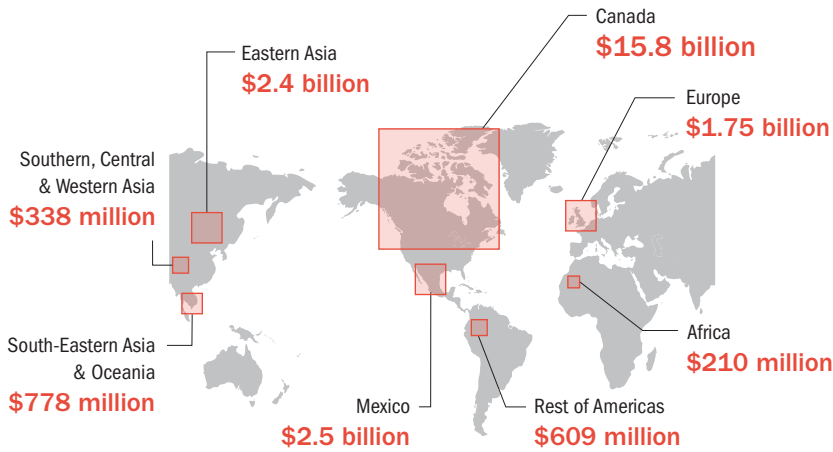 Canada
$15.8 billion
Eastern Asia
$2.4 billion
Europe
$1.75 billion
Southern, Central
& Western Asia
$338 million
South-Eastern Asia
& Oceania
$778 million
Africa
$210 million
Mexico
$2.5 billion
Rest of Americas
$609 million